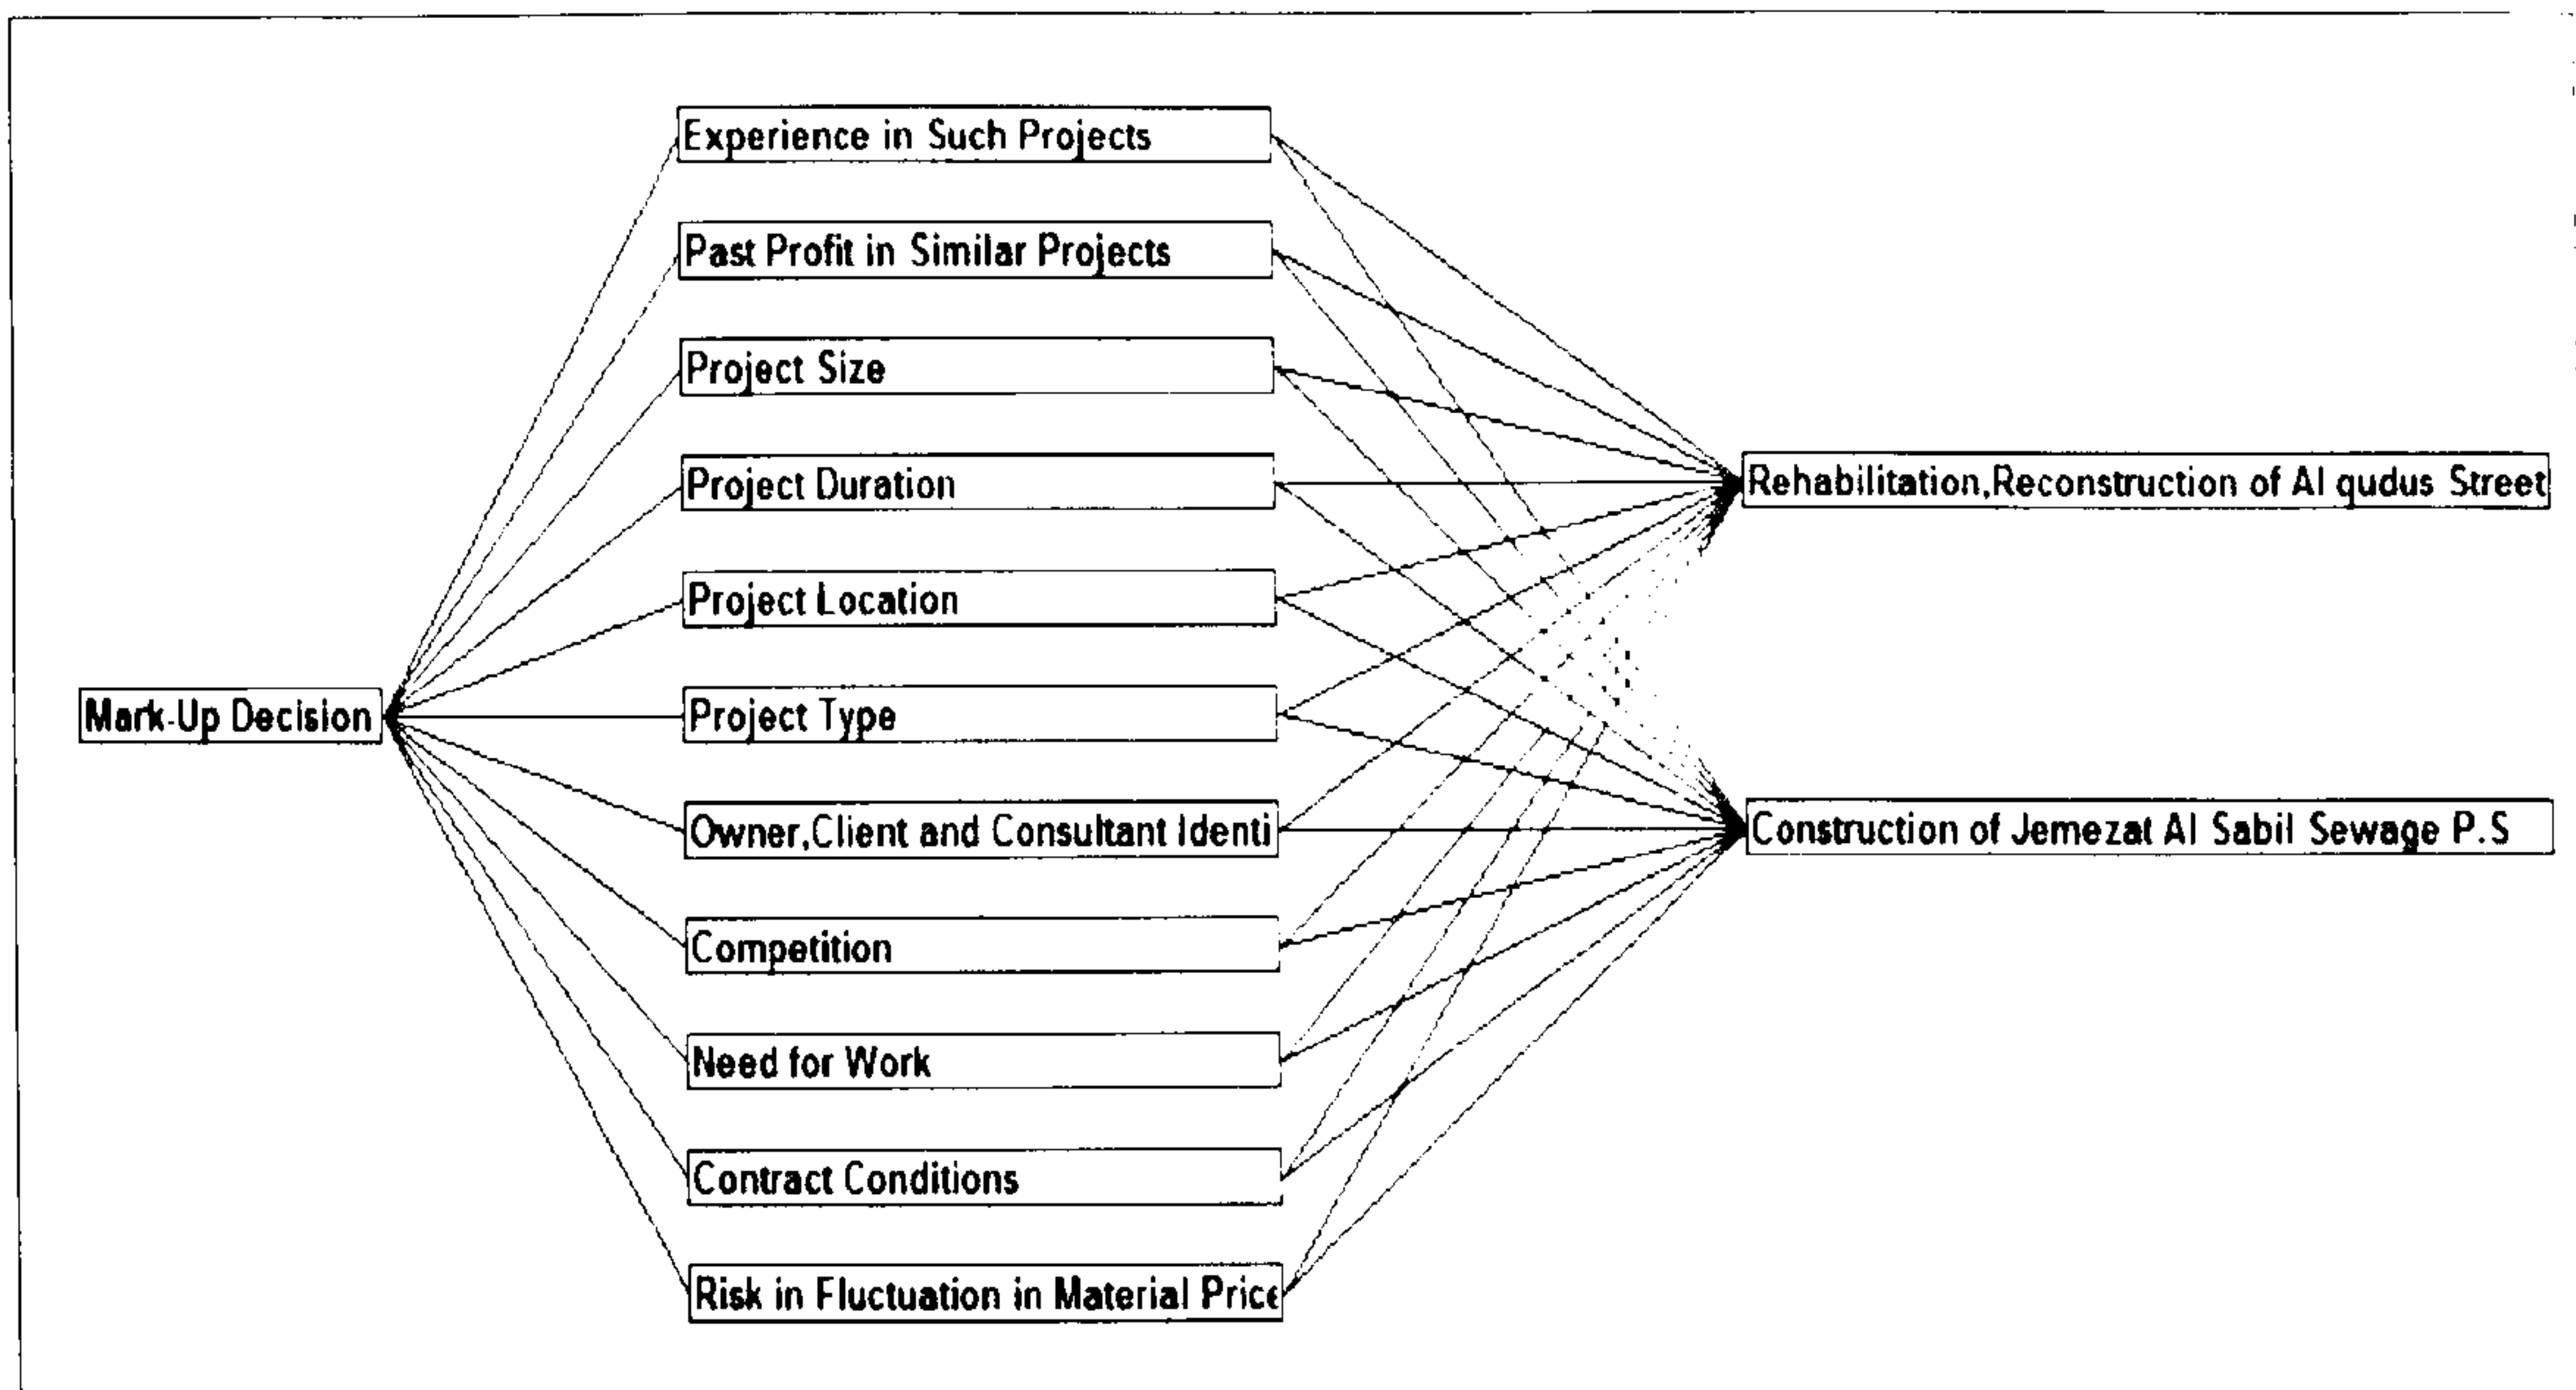 Experience in Such Projects
Past Profit in Similar Projects
Project Size
Project Duration
Rehabilitation,Reconstruction of Al qudus Street
Project Location
Mark-Up Decision
Project Type
Owner,Client and Consultant Identi
Construction of Jemezat Al Sabil Sewage P.S
Competition
Need for Work
Contract Conditions
Risk in Fluctuation in Material Price